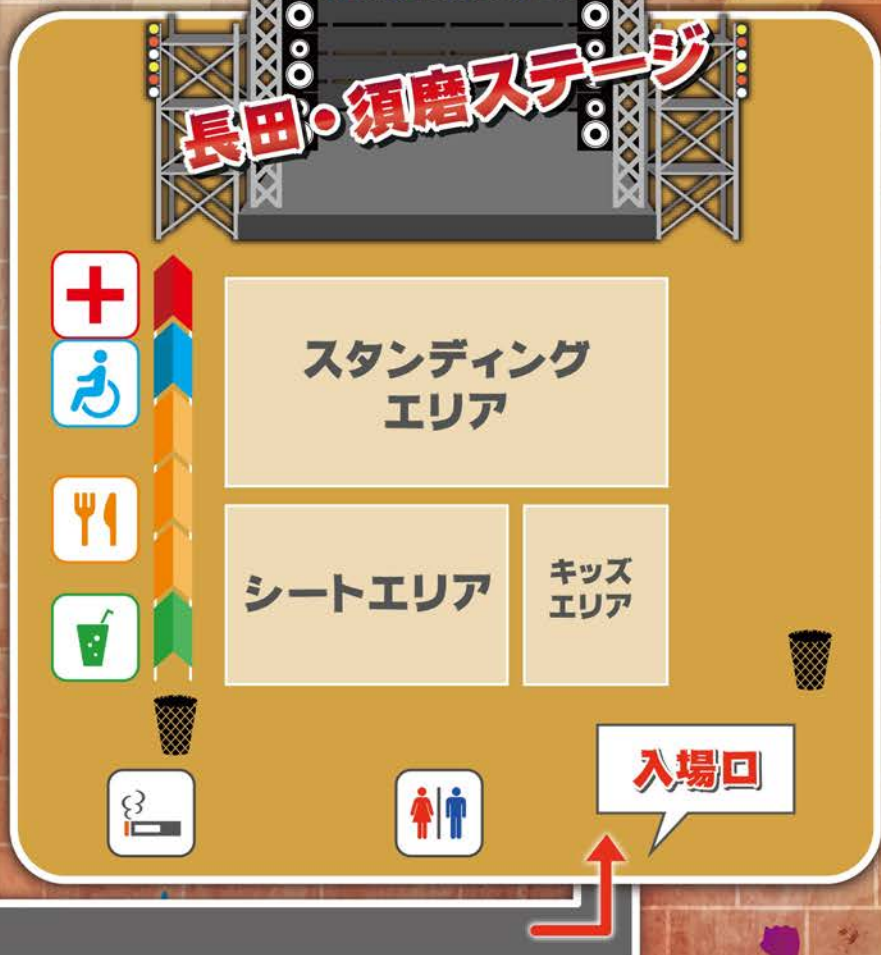 長田・須磨ステージ
スタンディング
エリア
シートエリア
キッズ
エリア
入場口